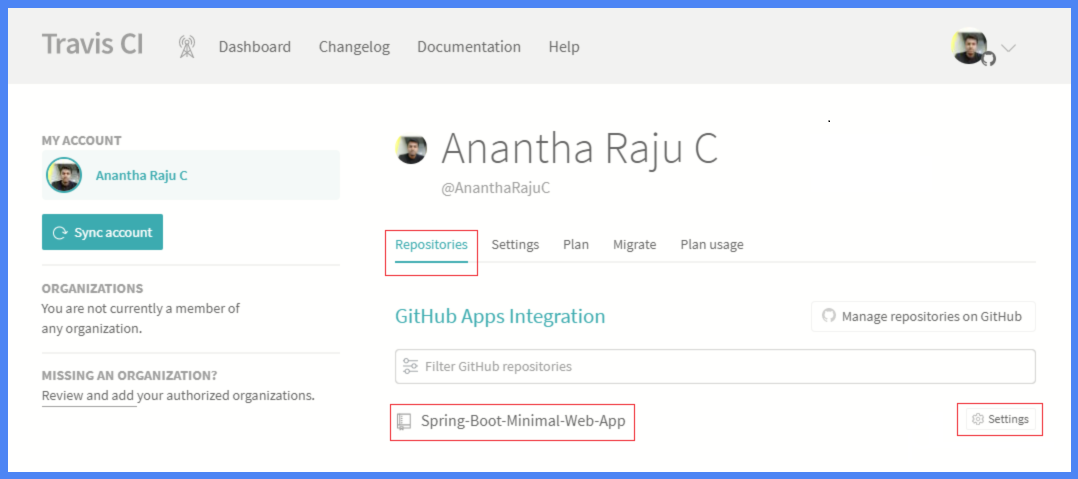 Travis CI
Dashboard
Changelog
Documentation
Help
MY ACCOUNT
Anantha Raju C
Sync account
ORGANIZATIONS
You are not currently a member of
any organization.
MISSING AN ORGANIZATION?
Review and add your authorized organizations.
Anantha Raju C
@AnanthaRajuC
Repositories
Settings
Plan
Migrate
Plan usage
GitHub Apps Integration
Manage repositories on GitHub
Filter GitHub repositories
Spring-Boot-Minimal-Web-App
Settings